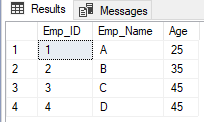 Results Messages
Emp_ID Emp_Name Age
1 1 A 25
2 2 B 35
3 3 C 45
4 4 D 45